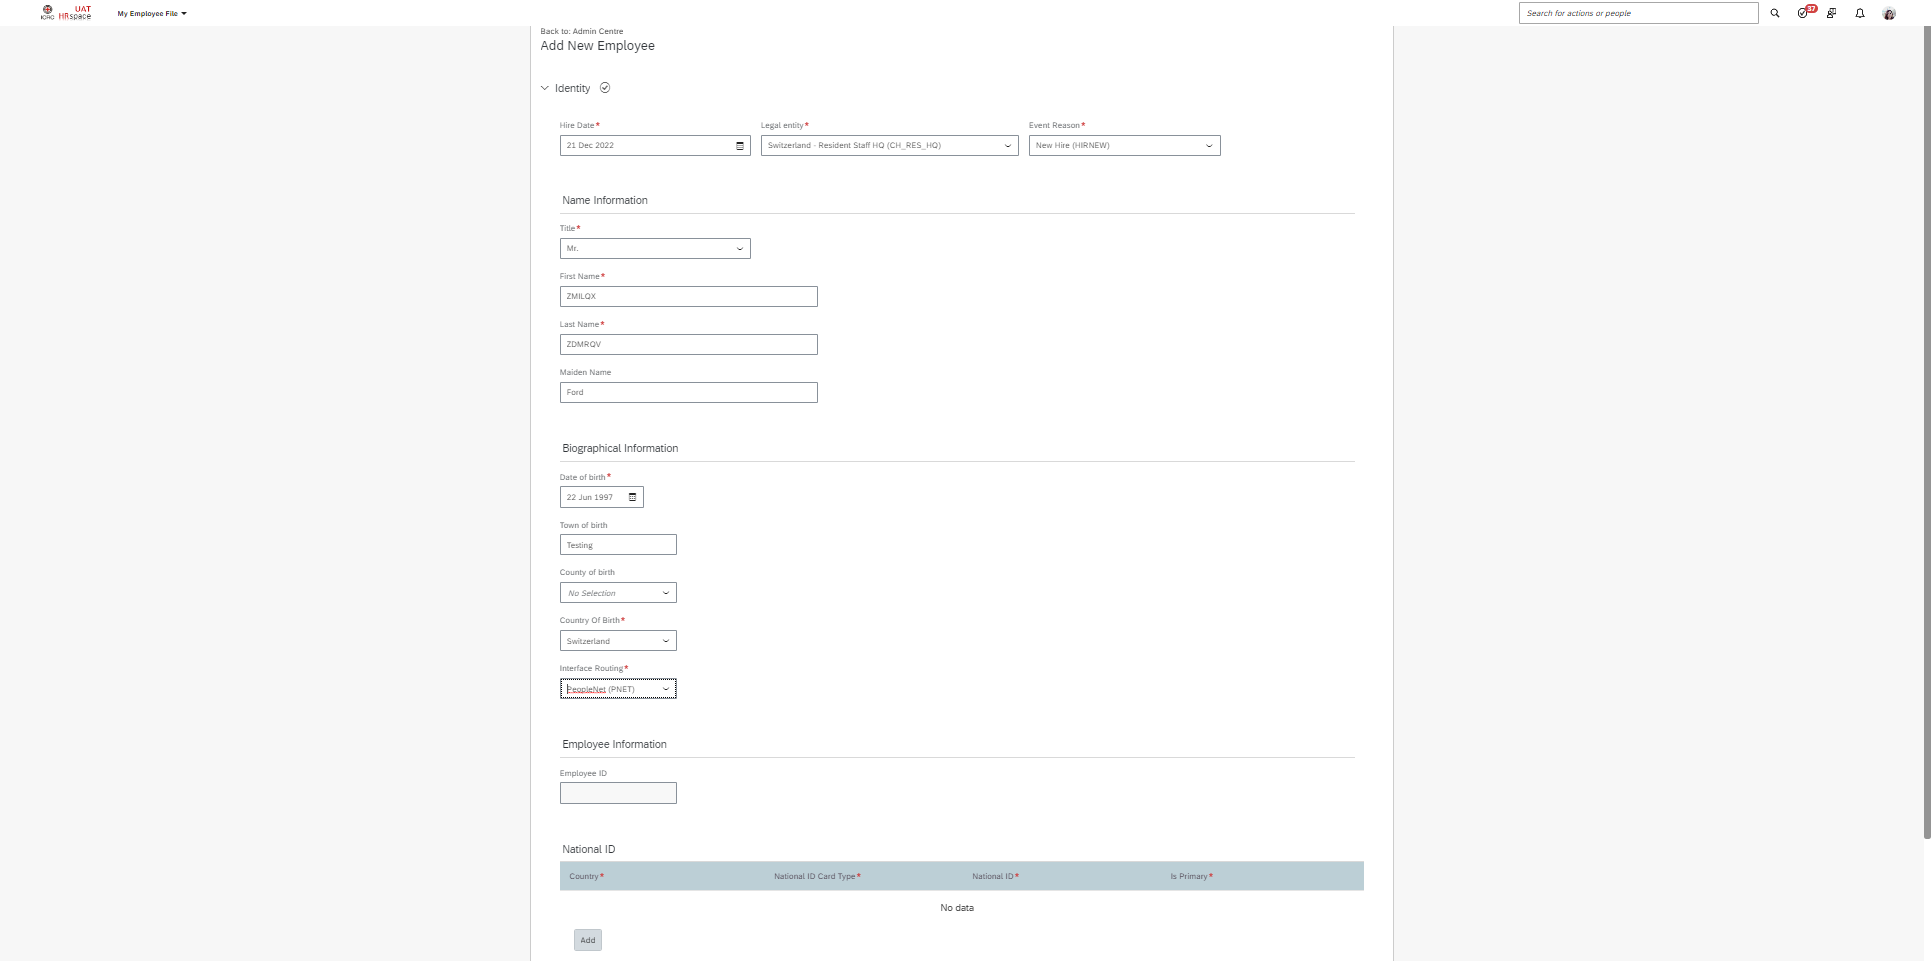 ICRC
UAT
HRspace
My Employee File
Search for actions or people
37
Back to: Admin Centre
Add New Employee
Identity
Hire Date* Legal entity* Event Reason*
21 Dec 2022 Switzerland - Resident Staff HQ (CH_RES_HQ) New Hire (HIRNEW)
Name Information
Title*
Mr.
First Name*
ZMILQX
Last Name*
ZDMRQV
Maiden Name
Ford
Biographical Information
Date of birth*
22 Jun 1997
Town of birth
Testing
County of birth
No Selection
Country Of Birth*
Switzerland
Interface Routing*
PeopleNet (PNET)
Employee Information
Employee ID
National ID
Country* National ID Card Type* National ID* Is Primary*
No data
Add